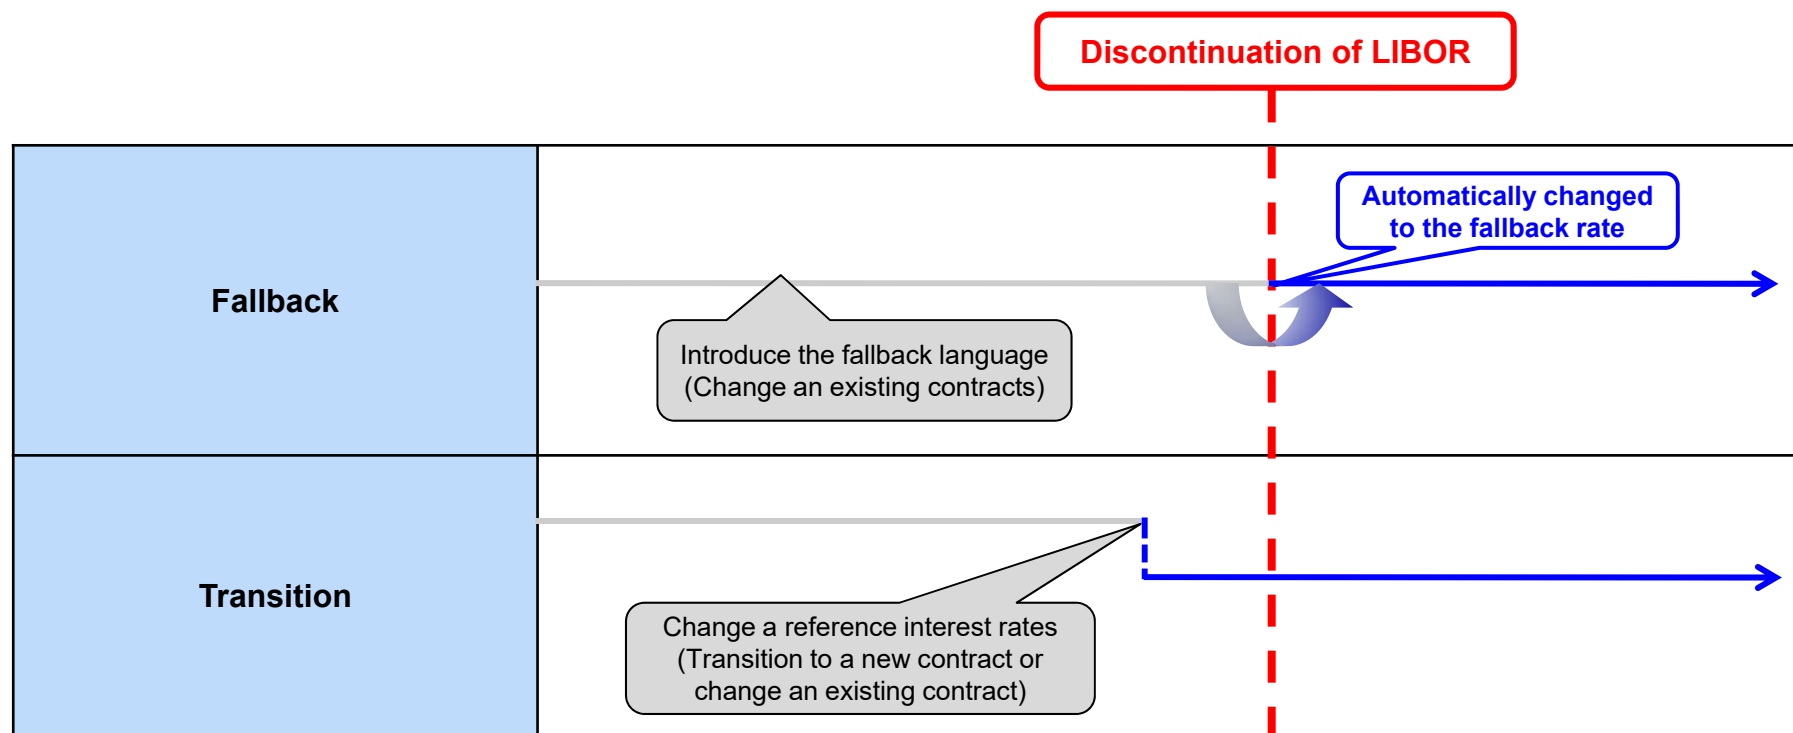 Discontinuation of LIBOR
Automatically changed
to the fallback rate
Fallback
Introduce the fallback language
(Change an existing contracts)
Transition
Change a reference interest rates
(Transition to a new contract or
change an existing contract)